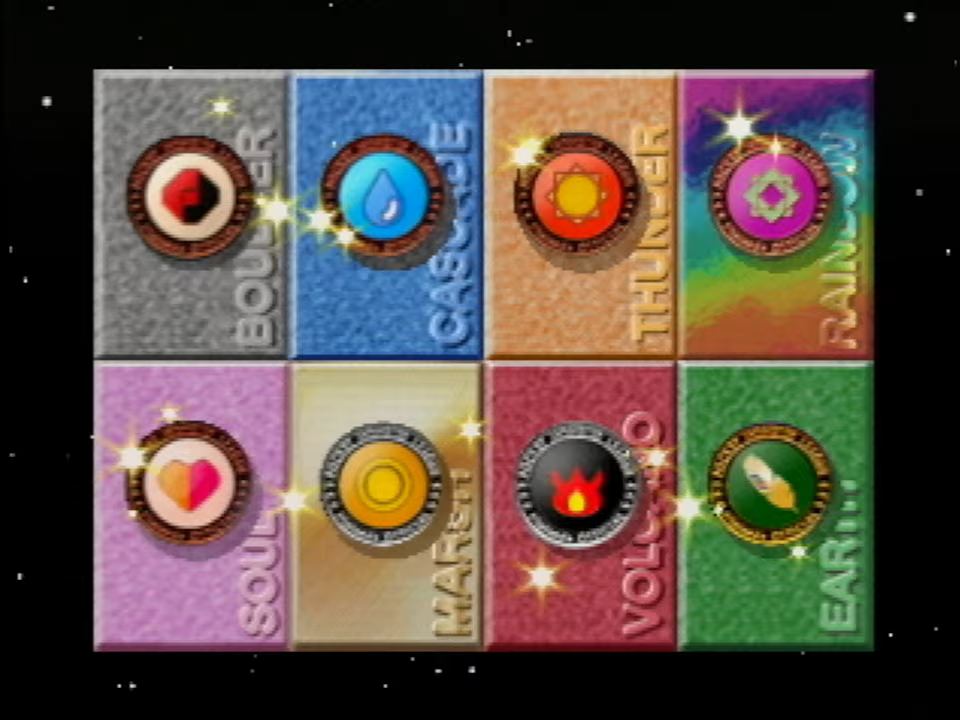 BOULDER
CASCADE
THUNDER
RAINBOW
SOUL
MARSH
VOLCANO
EARTH